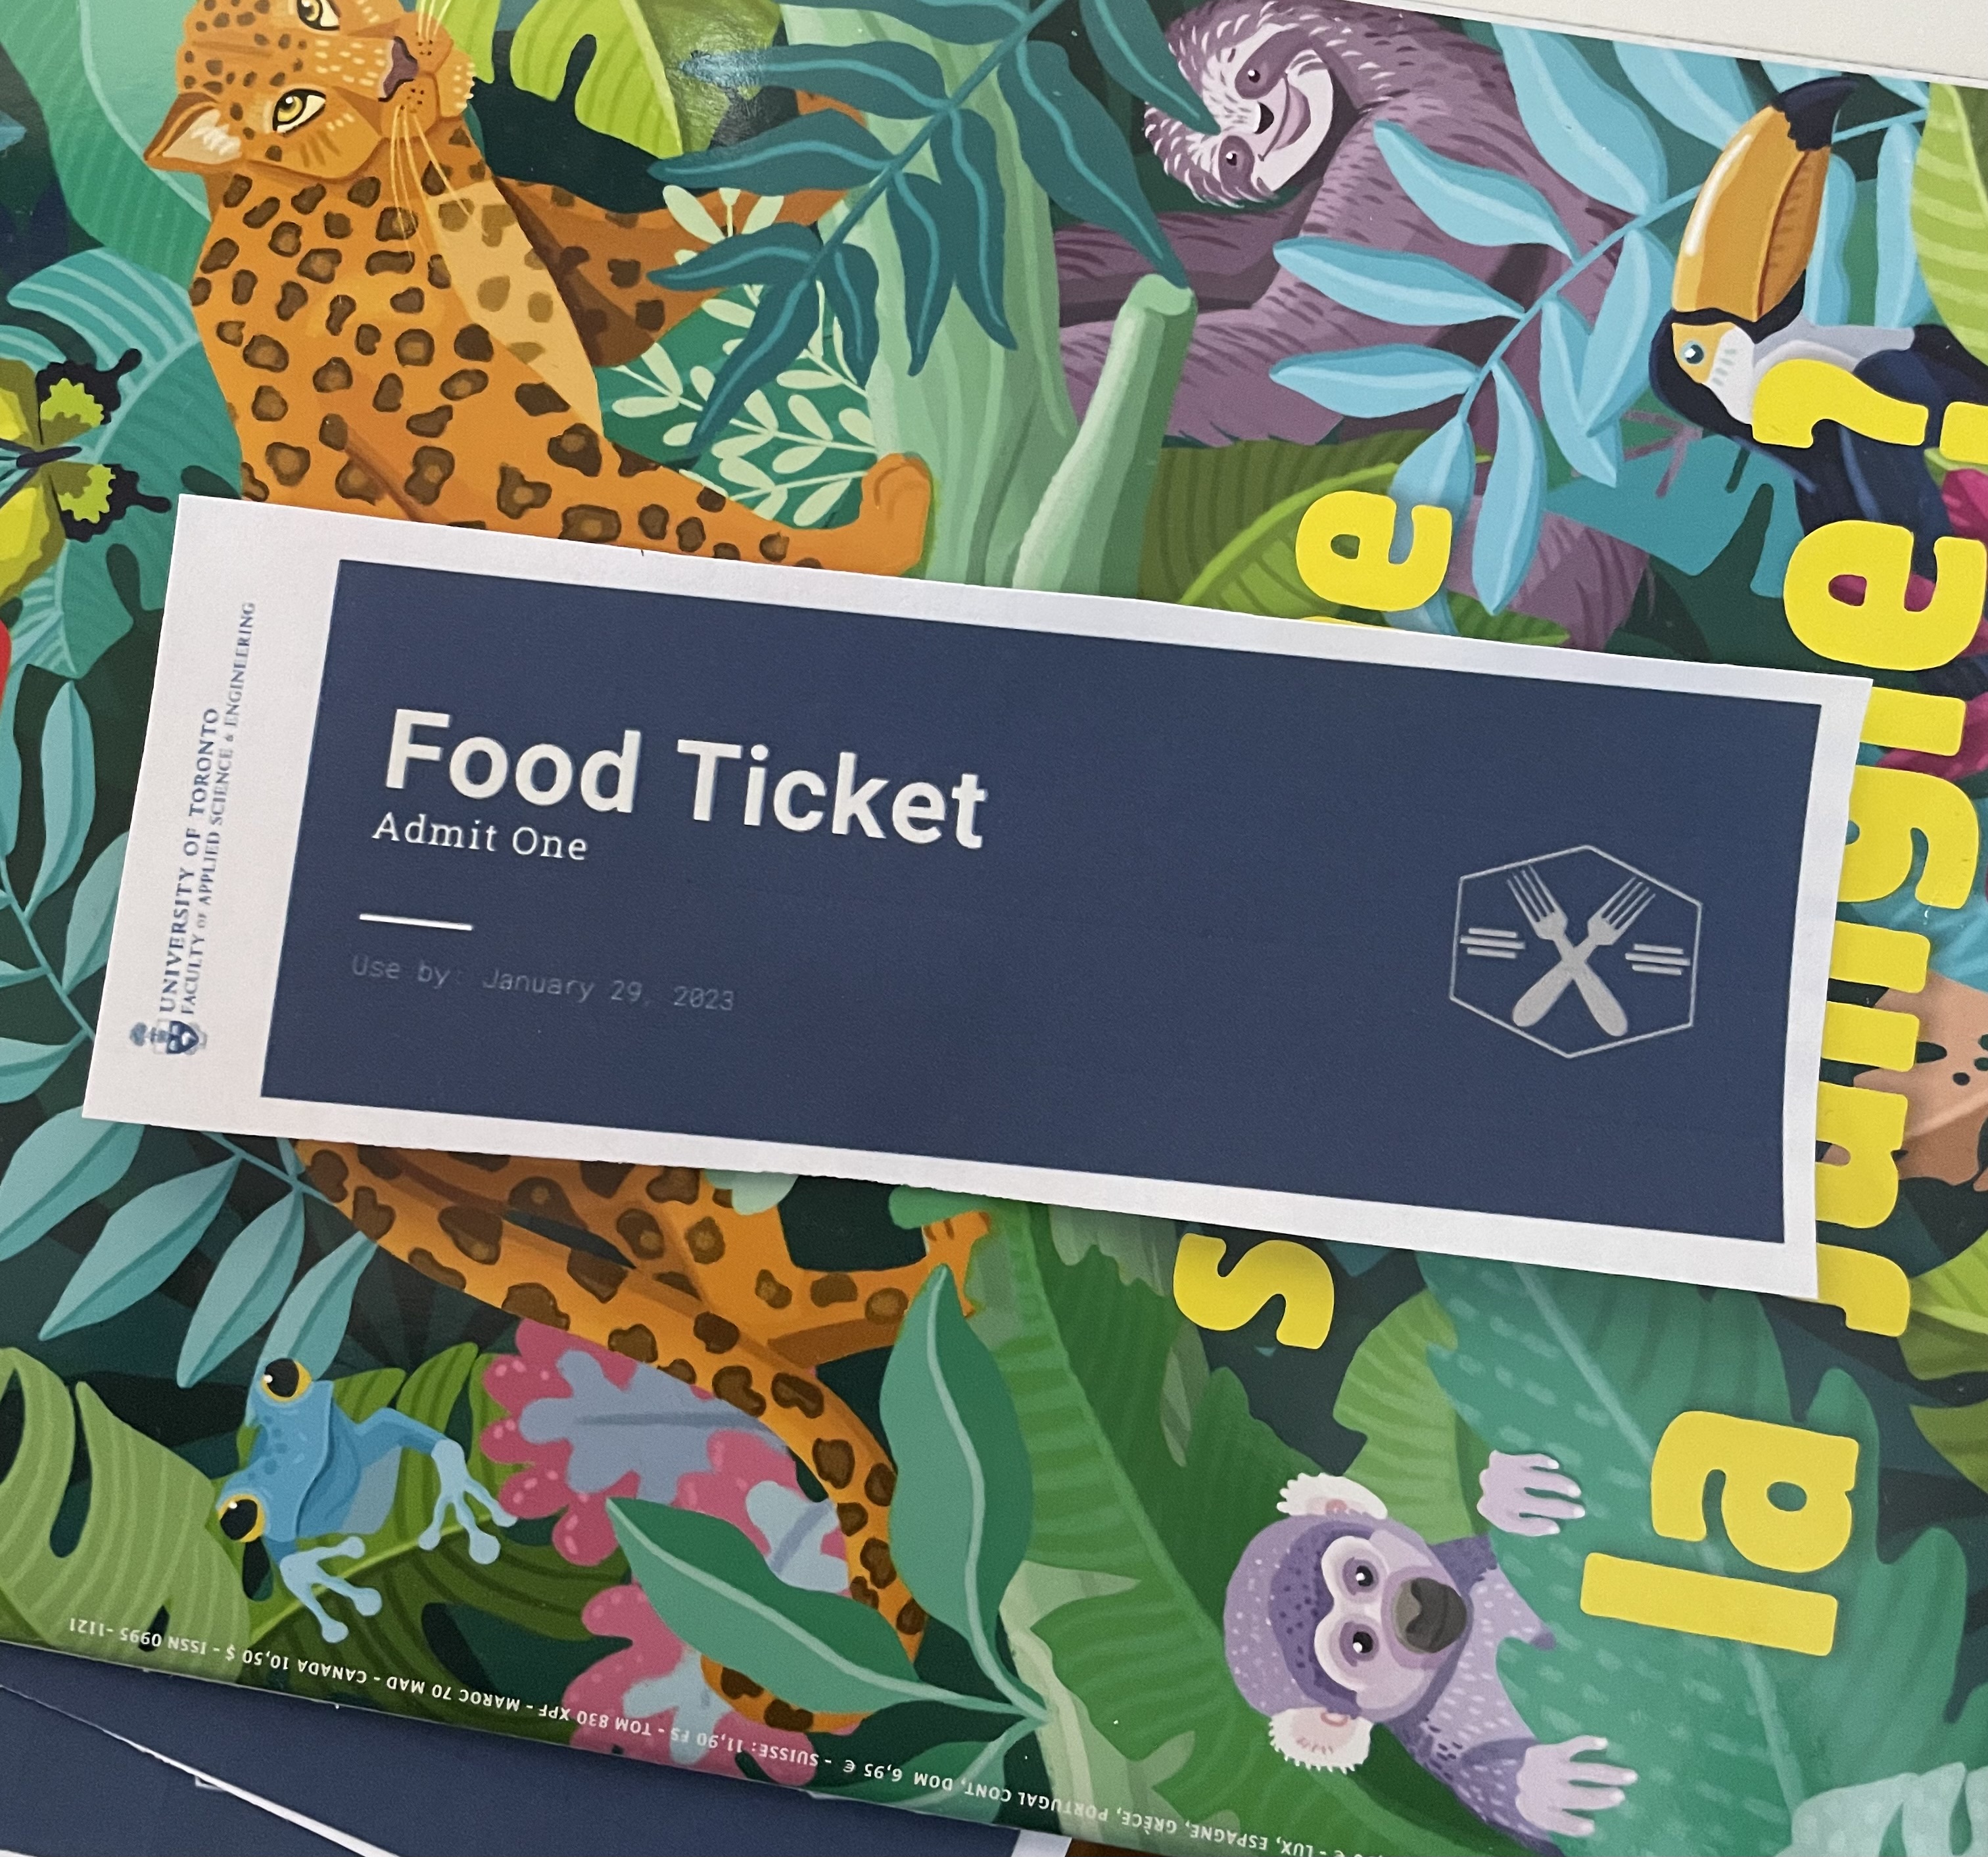 UNIVERSITY OF TORONTO
FACULTY OF APPLIED SCIENCE & ENGINEERING
Food Ticket
Admit One
Use by: January 29, 2023
la jungle !
?
LUX, ESPAGNE, GRÈCE, PORTUGAL CONT, DOM 6,95 € - SUISSE: 11,90 FS - TOM 830 XPF - MAROC 70 MAD - CANADA 10,50 $ - ISSN 0995 -1121